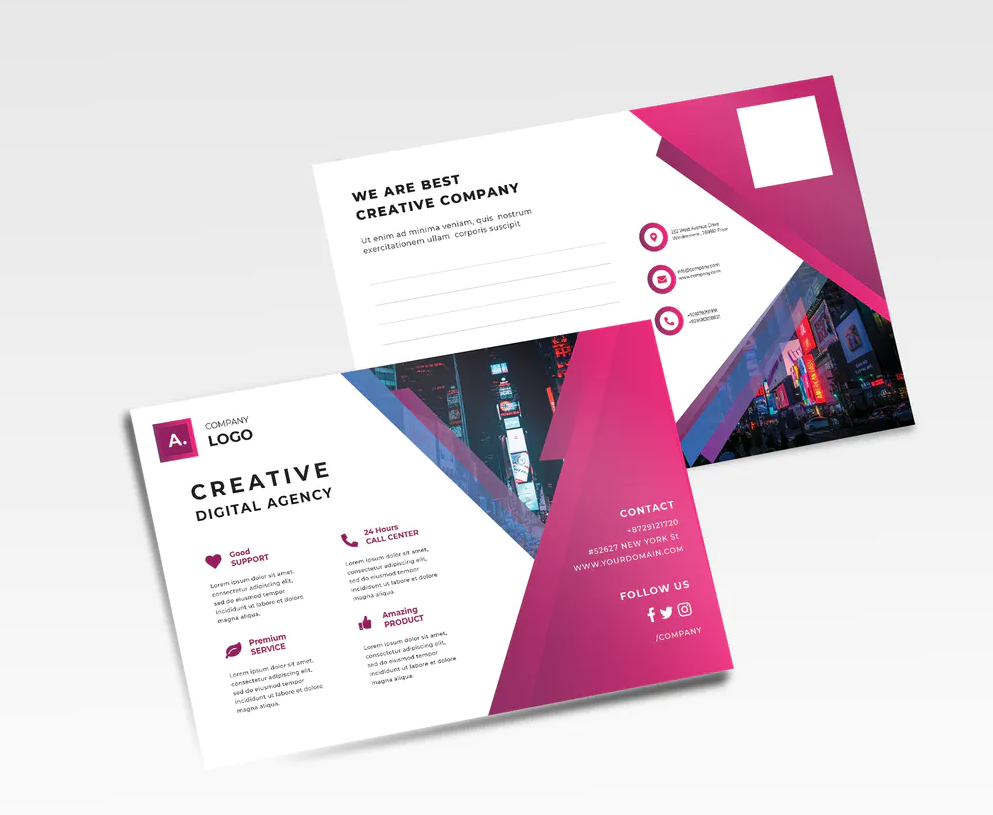 WE ARE BEST
CREATIVE COMPANY
Ut enim ad minima veniam, quis nostrum
exercitationem ullam corporis suscipit
222 West Avenue Drive
info@company.com
www.company.com
A.
COMPANY
LOGO
CREATIVE
DIGITAL AGENCY
Good
SUPPORT
Lorem ipsum dolor sit amet,
consectetur adipiscing elit,
sed do eiusmod tempor
incididunt ut labore et dolore
magna aliqua.
24 Hours
CALL CENTER
Lorem ipsum dolor sit amet,
consectetur adipiscing elit,
sed do eiusmod tempor
incididunt ut labore et dolore
magna aliqua.
Premium
SERVICE
Lorem ipsum dolor sit amet,
consectetur adipiscing elit,
sed do eiusmod tempor
incididunt ut labore et dolore
magna aliqua.
Amazing
PRODUCT
Lorem ipsum dolor sit amet,
consectetur adipiscing elit,
sed do eiusmod tempor
incididunt ut labore et dolore
magna aliqua.
CONTACT
+8729121720
#52627 NEW YORK St
WWW.YOURDOMAIN.COM
FOLLOW US
/COMPANY